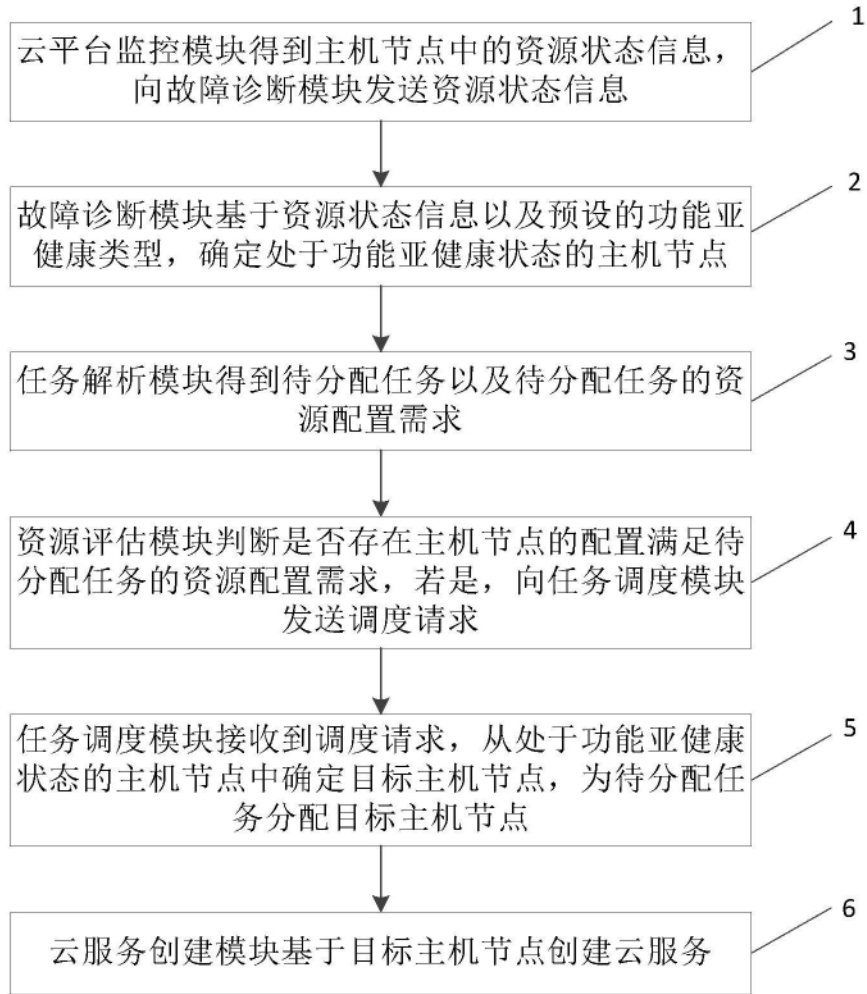 1
云平台监控模块得到主机节点中的资源状态信息，
向故障诊断模块发送资源状态信息
2
故障诊断模块基于资源状态信息以及预设的功能亚
健康类型，确定处于功能亚健康状态的主机节点
3
任务解析模块得到待分配任务以及待分配任务的资
源配置需求
4
资源评估模块判断是否存在主机节点的配置满足待
分配任务的资源配置需求，若是，向任务调度模块
发送调度请求
5
任务调度模块接收到调度请求，从处于功能亚健康
状态的主机节点中确定目标主机节点，为待分配任
务分配目标主机节点
6
云服务创建模块基于目标主机节点创建云服务